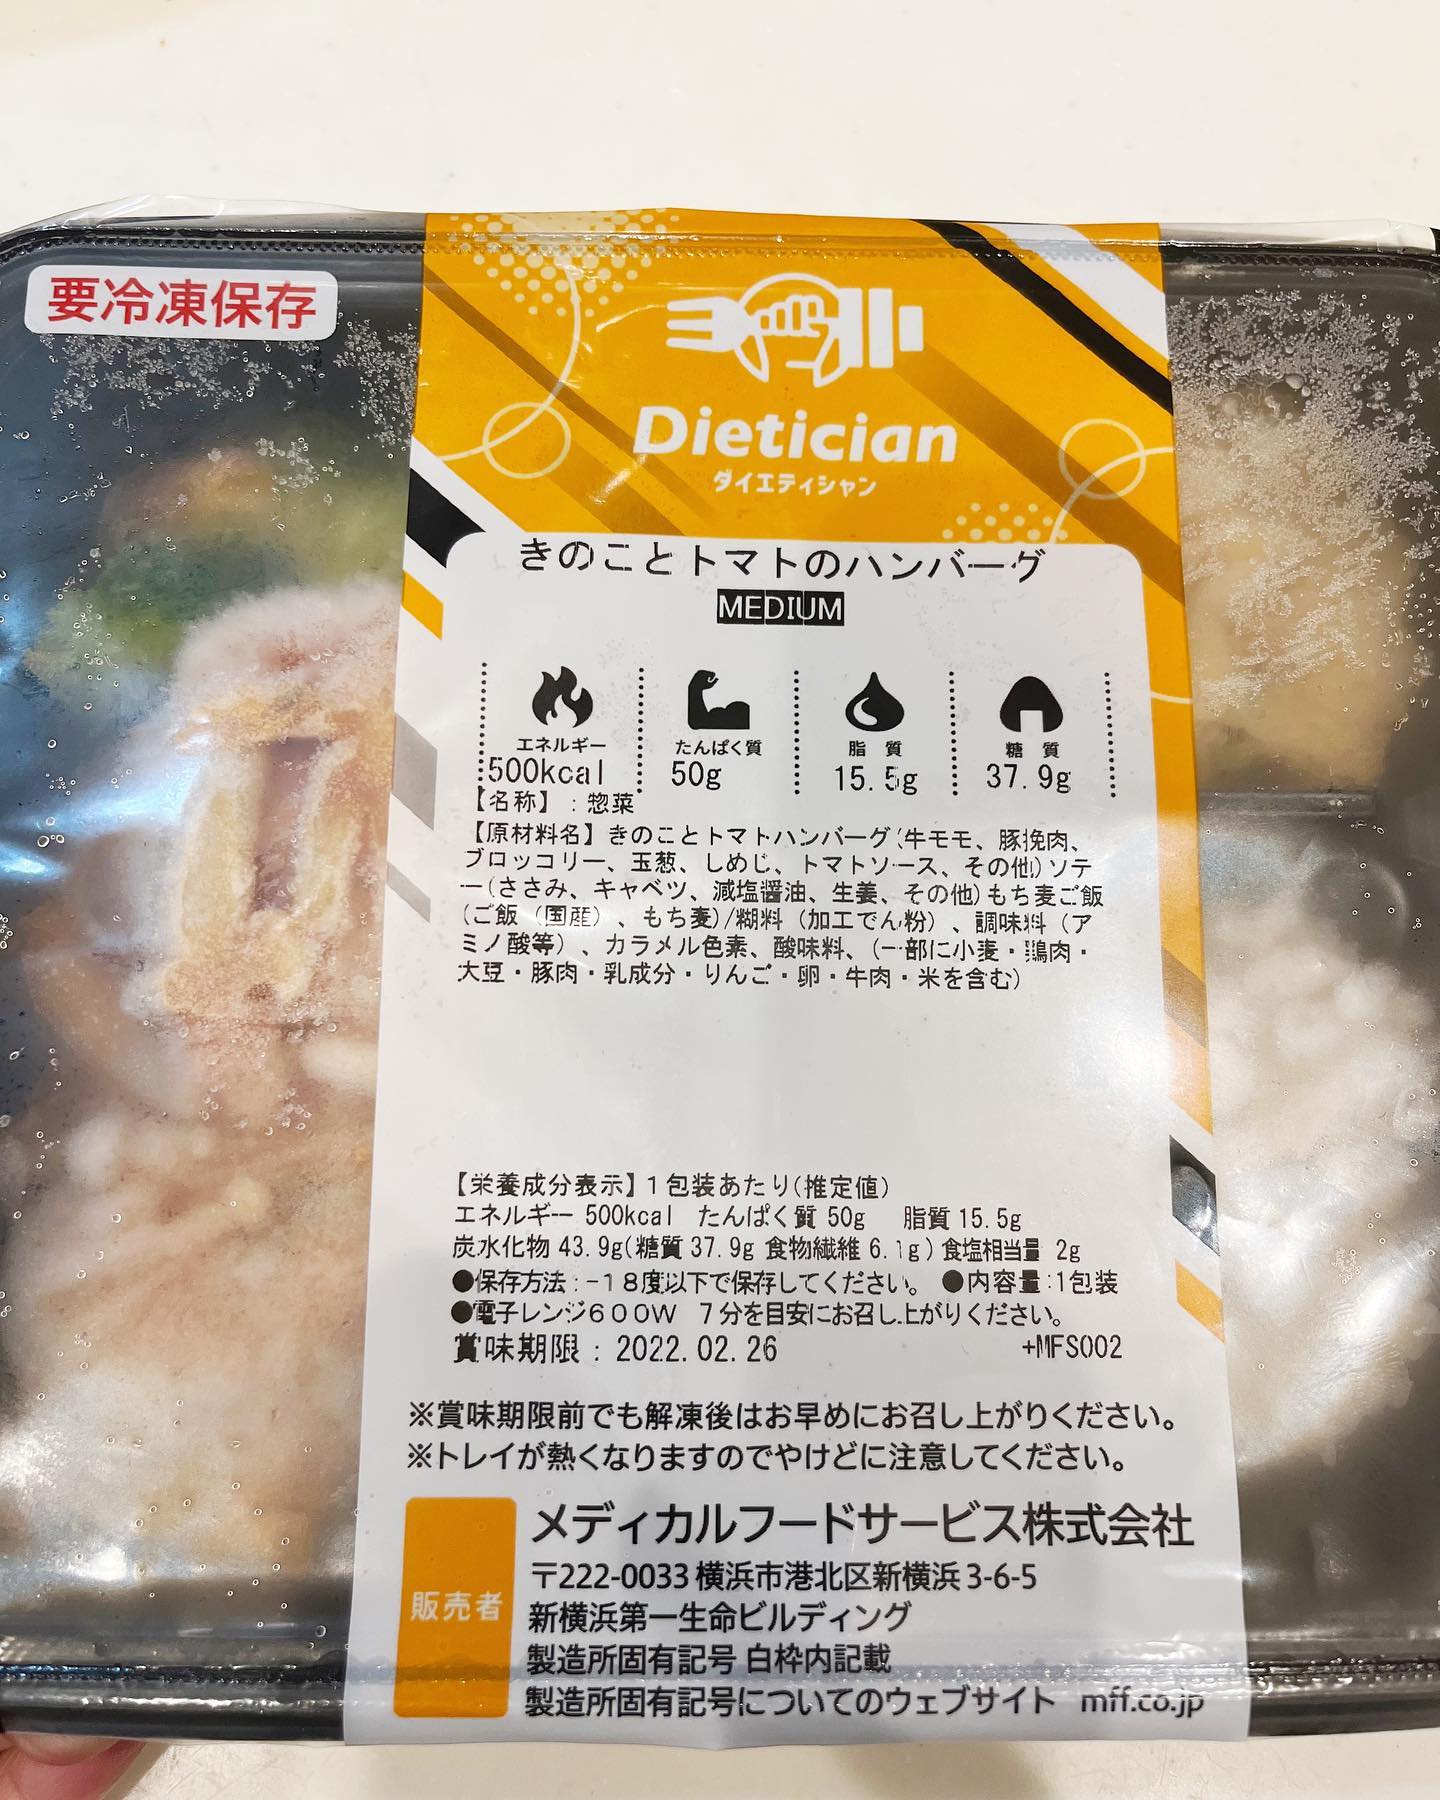 要冷凍保存
Dietician
ダイエティシャン
きのことトマトのハンバーグ
MEDIUM
エネルギー たんぱく質 脂質 糖質
500kcal 50g 15.5g 37.9g
【名称】:惣菜
【原材料名】きのことトマトハンバーグ(牛モモ、豚挽肉、
ブロッコリー、玉葱、しめじ、トマトソース、その他)ソテ
ー(ささみ、キャベツ、減塩醤油、生姜、その他)もち麦ご飯
(ご飯(国産)、もち麦)/糊料(加工でん粉)、調味料(ア
ミノ酸等)、カラメル色素、酸味料、(一部に小麦・鶏肉・
大豆・豚肉・乳成分・りんご・卵・牛肉・米を含む)
【栄養成分表示】1包装あたり(推定値)
エネルギー 500kcal たんぱく質 50g 脂質 15.5g
炭水化物 43.9g(糖質 37.9g 食物繊維 6.1g)食塩相当量 2g
●保存方法:-18度以下で保存してください。 ●内容量:1包装
●電子レンジ600W 7分を目安にお召し上がりください。
賞味期限:2022.02.26 +MFS002
※賞味期限前でも解凍後はお早めにお召し上がりください。
※トレイが熱くなりますのでやけどに注意してください。
販売者
メディカルフードサービス株式会社
〒222-0033 横浜市港北区新横浜 3-6-5
新横浜第一生命ビルディング
製造所固有記号 白枠内記載
製造所固有記号についてのウェブサイト mff.co.jp